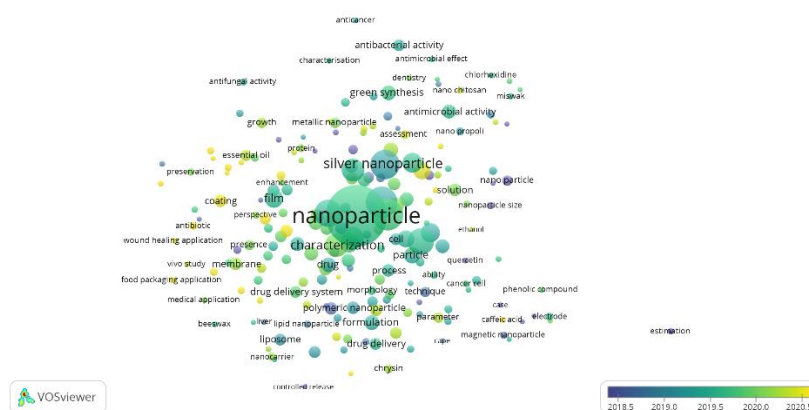 anticancer
antibacterial activity
characterisation
antimicrobial effect
antifungal activity
dentistry
chlorhexidine
green synthesis
nano chitosan
miswak
antimicrobial activity
growth
metallic nanoparticle
assessment
nano propoli
protein
essential oil
silver nanoparticle
preservation
enhancement
nano particle
solution
coating
film
nanoparticle size
perspective
nanoparticle
antibiotic
ethanol
wound healing application
presence
characterization
cell
particle
quercetin
vivo study
membrane
drug
process
ability
food packaging application
cancer cell
drug delivery system
morphology
technique
phenolic compound
medical application
case
polymeric nanoparticle
parameter
caffeic acid
electrode
beeswax
liver
lipid nanoparticle
formulation
estimation
liposome
drug delivery
cape
magnetic nanoparticle
nanocarrier
chrysin
controlled release
VOSviewer
2018.5 2019.0 2019.5 2020.0 2020.5